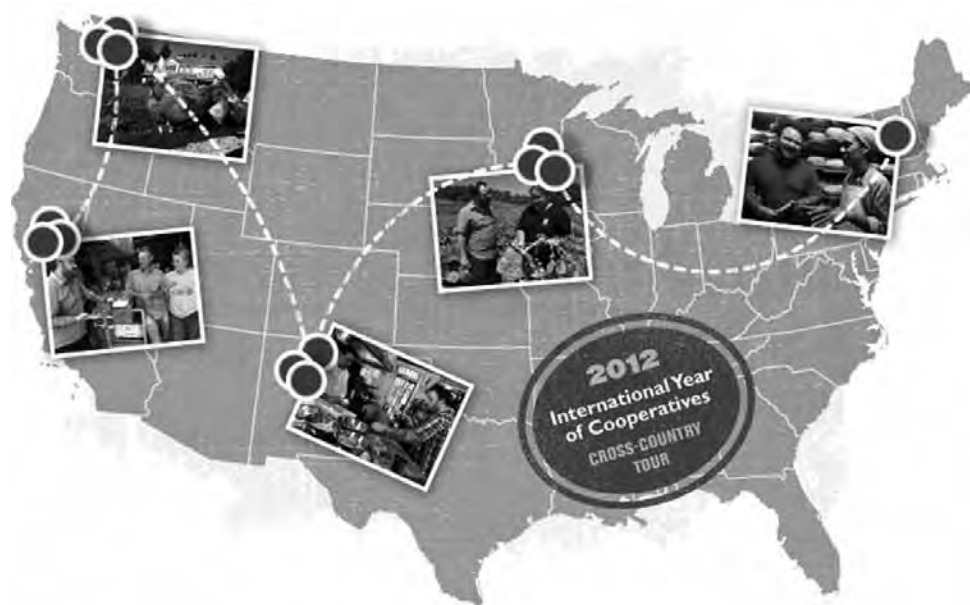 2012
International Year
of Cooperatives
CROSS-COUNTRY
TOUR